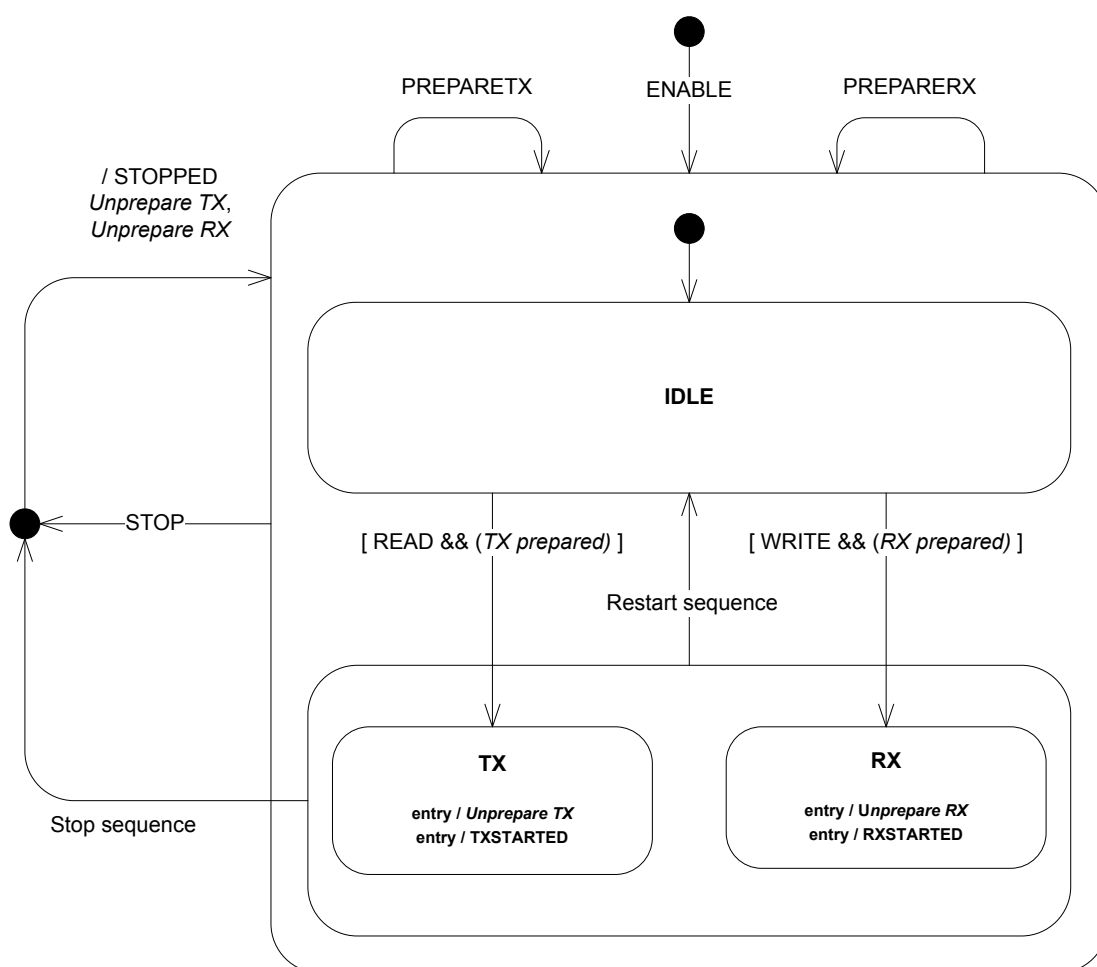 PREPARETX
ENABLE
PREPARERX
/ STOPPED
Unprepare TX,
Unprepare RX
IDLE
STOP
[ READ && (TX prepared) ]
[ WRITE && (RX prepared) ]
Restart sequence
TX
entry / Unprepare TX
entry / TXSTARTED
RX
entry / Unprepare RX
entry / RXSTARTED
Stop sequence